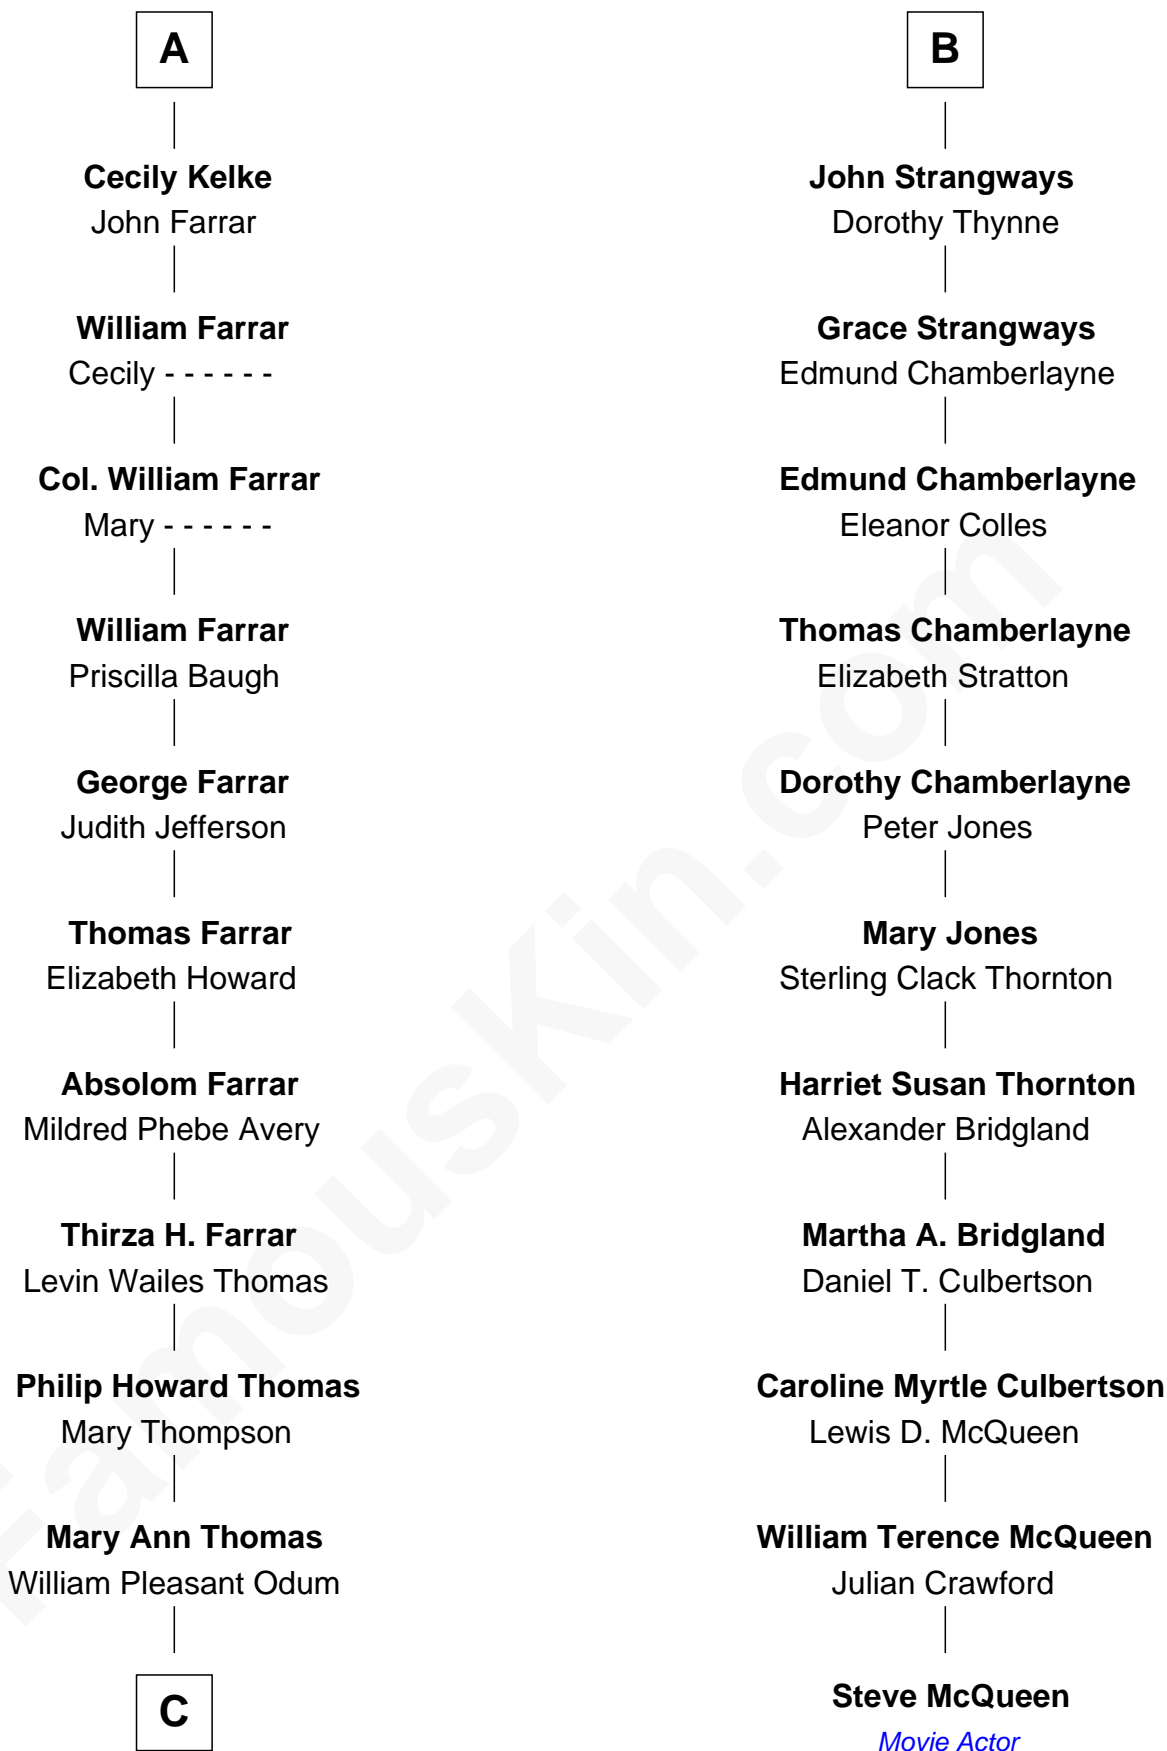 A
Cecily Kelke
John Farrar
William Farrar
Cecily - - - - - -
Col. William Farrar
Mary - - - - - -
William Farrar
Priscilla Baugh
George Farrar
Judith Jefferson
Thomas Farrar
Elizabeth Howard
Absolom Farrar
Mildred Phebe Avery
Thirza H. Farrar
Levin Wailes Thomas
Philip Howard Thomas
Mary Thompson
Mary Ann Thomas
William Pleasant Odum
C
B
John Strangways
Dorothy Thynne
Grace Strangways
Edmund Chamberlayne
Edmund Chamberlayne
Eleanor Colles
Thomas Chamberlayne
Elizabeth Stratton
Dorothy Chamberlayne
Peter Jones
Mary Jones
Sterling Clack Thornton
Harriet Susan Thornton
Alexander Bridgland
Martha A. Bridgland
Daniel T. Culbertson
Caroline Myrtle Culbertson
Lewis D. McQueen
William Terence McQueen
Julian Crawford
Steve McQueen
Movie Actor
FamousKin.com